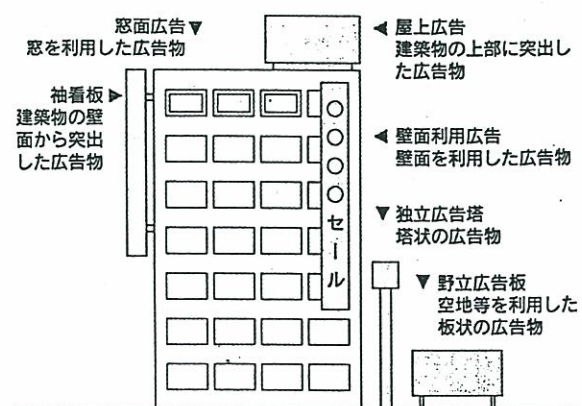 窓面広告▼
窓を利用した広告物
◀ 屋上広告
建築物の上部に突出し
た広告物
袖看板 ▶
建築物の壁
面から突出
した広告物
◀ 壁面利用広告
壁面を利用した広告物
○○○○セール
▼ 独立広告塔
塔状の広告物
▼ 野立広告板
空地等を利用した
板状の広告物